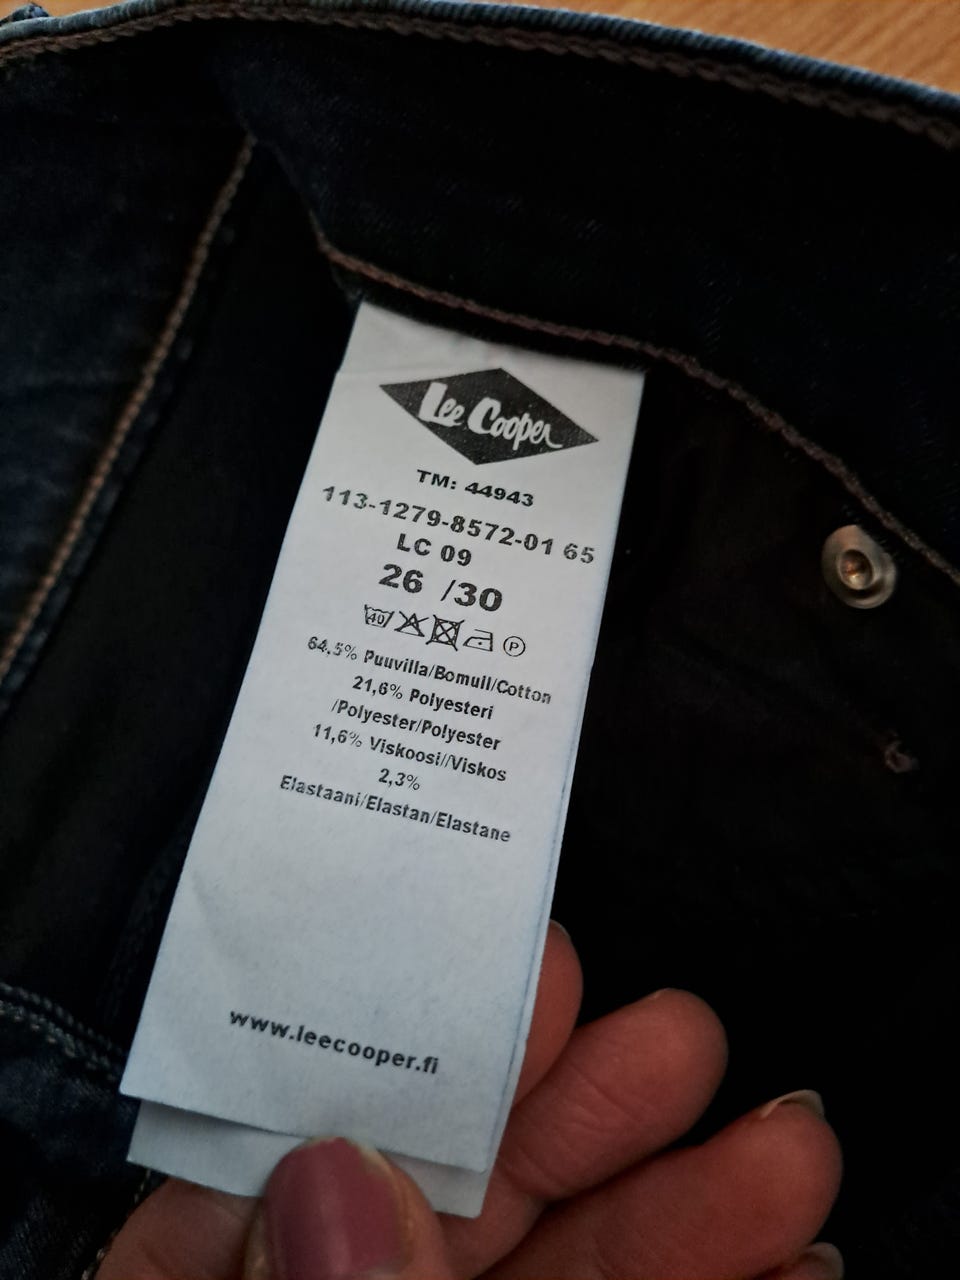 Lee Cooper
TM: 44943
113-1279-8572-01 65
LC 09
26 /30
40 P
64,5% Puuvilla/Bomull/Cotton
21,6% Polyesteri
/Polyester/Polyester
11,6% Viskoosi//Viskos
2,3%
Elastaani/Elastan/Elastane
www.leecooper.fi